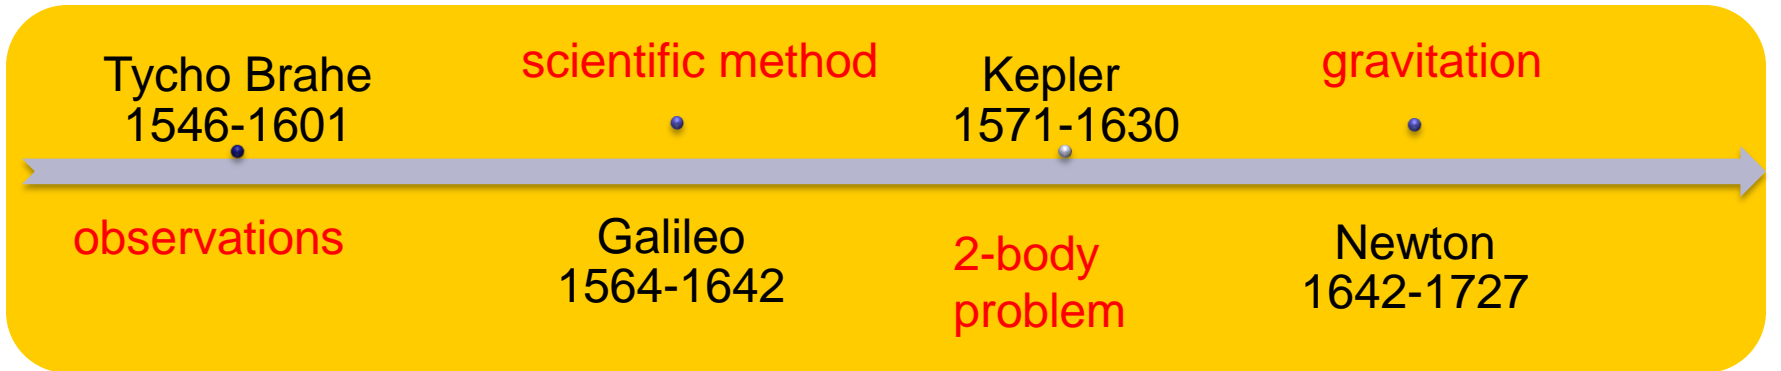 Tycho Brahe
1546-1601
observations
scientific method
Galileo
1564-1642
Kepler
1571-1630
2-body
problem
gravitation
Newton
1642-1727